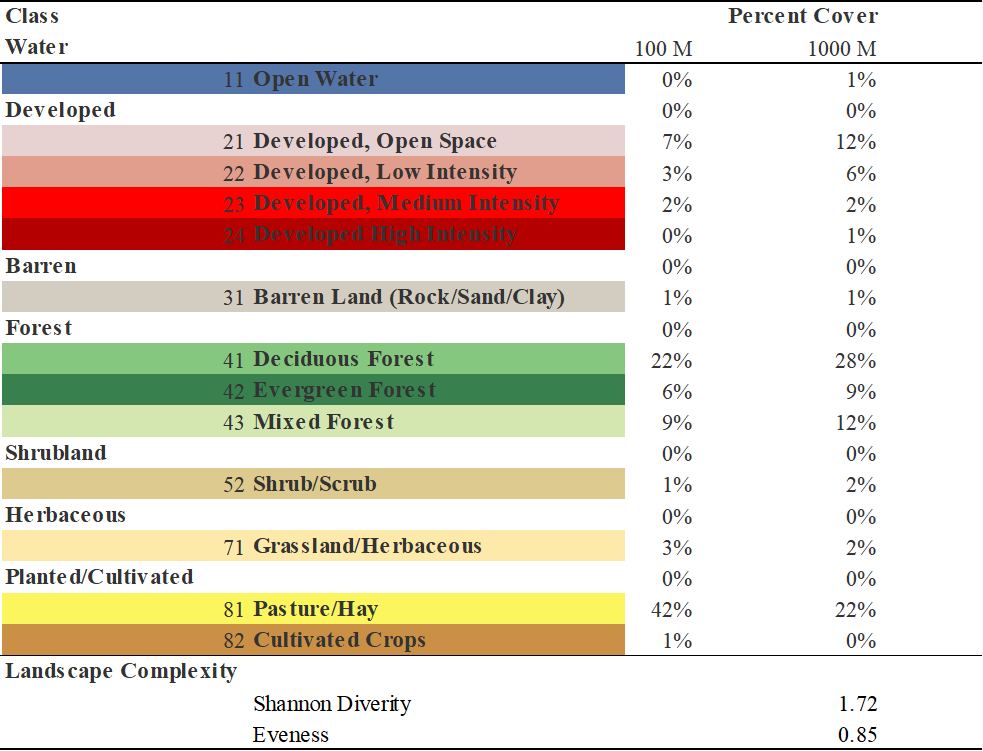 Class Percent Cover
Water 100 M 1000 M
11 Open Water 0% 1%
Developed 0% 0%
21 Developed, Open Space 7% 12%
22 Developed, Low Intensity 3% 6%
23 Developed, Medium Intensity 2% 2%
24 Developed High Intensity 0% 1%
Barren 0% 0%
31 Barren Land (Rock/Sand/Clay) 1% 1%
Forest 0% 0%
41 Deciduous Forest 22% 28%
42 Evergreen Forest 6% 9%
43 Mixed Forest 9% 12%
Shrubland 0% 0%
52 Shrub/Scrub 1% 2%
Herbaceous 0% 0%
71 Grassland/Herbaceous 3% 2%
Planted/Cultivated 0% 0%
81 Pasture/Hay 42% 22%
82 Cultivated Crops 1% 0%
Landscape Complexity
Shannon Diverity 1.72
Eveness 0.85